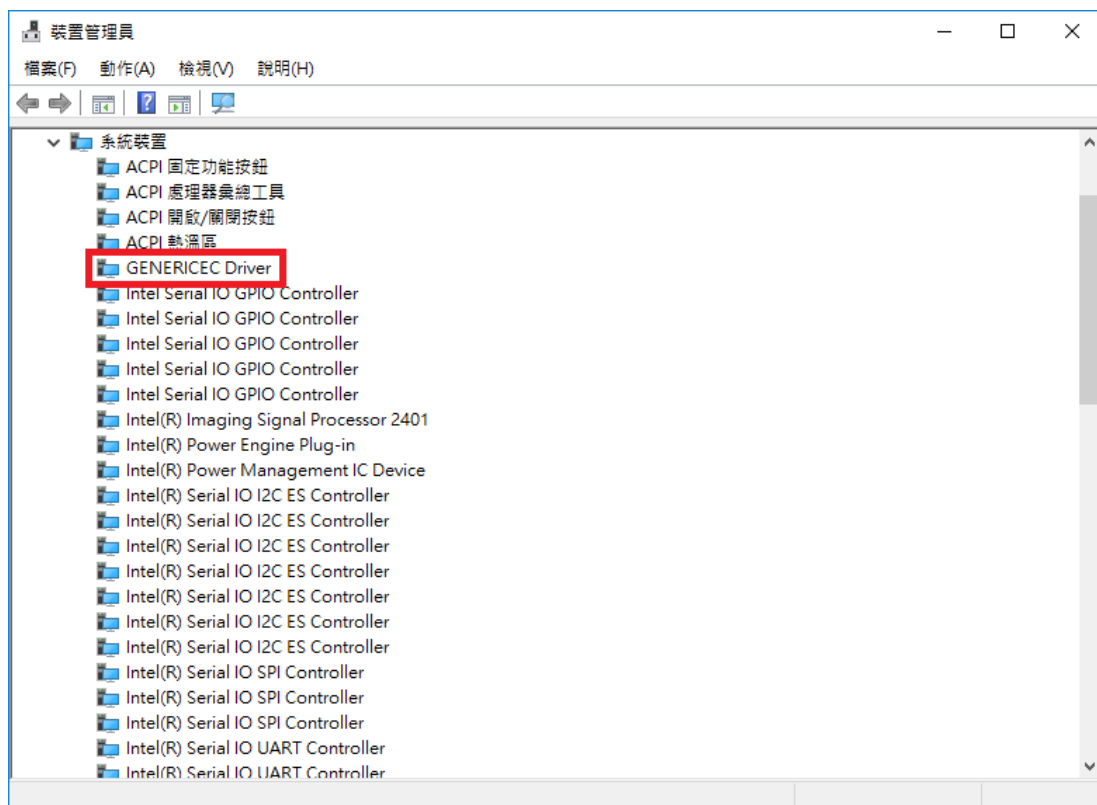 裝置管理員
檔案(F) 動作(A) 檢視(V) 說明(H)
系統裝置
ACPI 固定功能按鈕
ACPI 處理器彙總工具
ACPI 開啟/關閉按鈕
ACPI 熱溫區
GENERICEC Driver
Intel Serial IO GPIO Controller
Intel Serial IO GPIO Controller
Intel Serial IO GPIO Controller
Intel Serial IO GPIO Controller
Intel Serial IO GPIO Controller
Intel(R) Imaging Signal Processor 2401
Intel(R) Power Engine Plug-in
Intel(R) Power Management IC Device
Intel(R) Serial IO I2C ES Controller
Intel(R) Serial IO I2C ES Controller
Intel(R) Serial IO I2C ES Controller
Intel(R) Serial IO I2C ES Controller
Intel(R) Serial IO I2C ES Controller
Intel(R) Serial IO I2C ES Controller
Intel(R) Serial IO I2C ES Controller
Intel(R) Serial IO SPI Controller
Intel(R) Serial IO SPI Controller
Intel(R) Serial IO SPI Controller
Intel(R) Serial IO UART Controller
Intel(R) Serial IO UART Controller